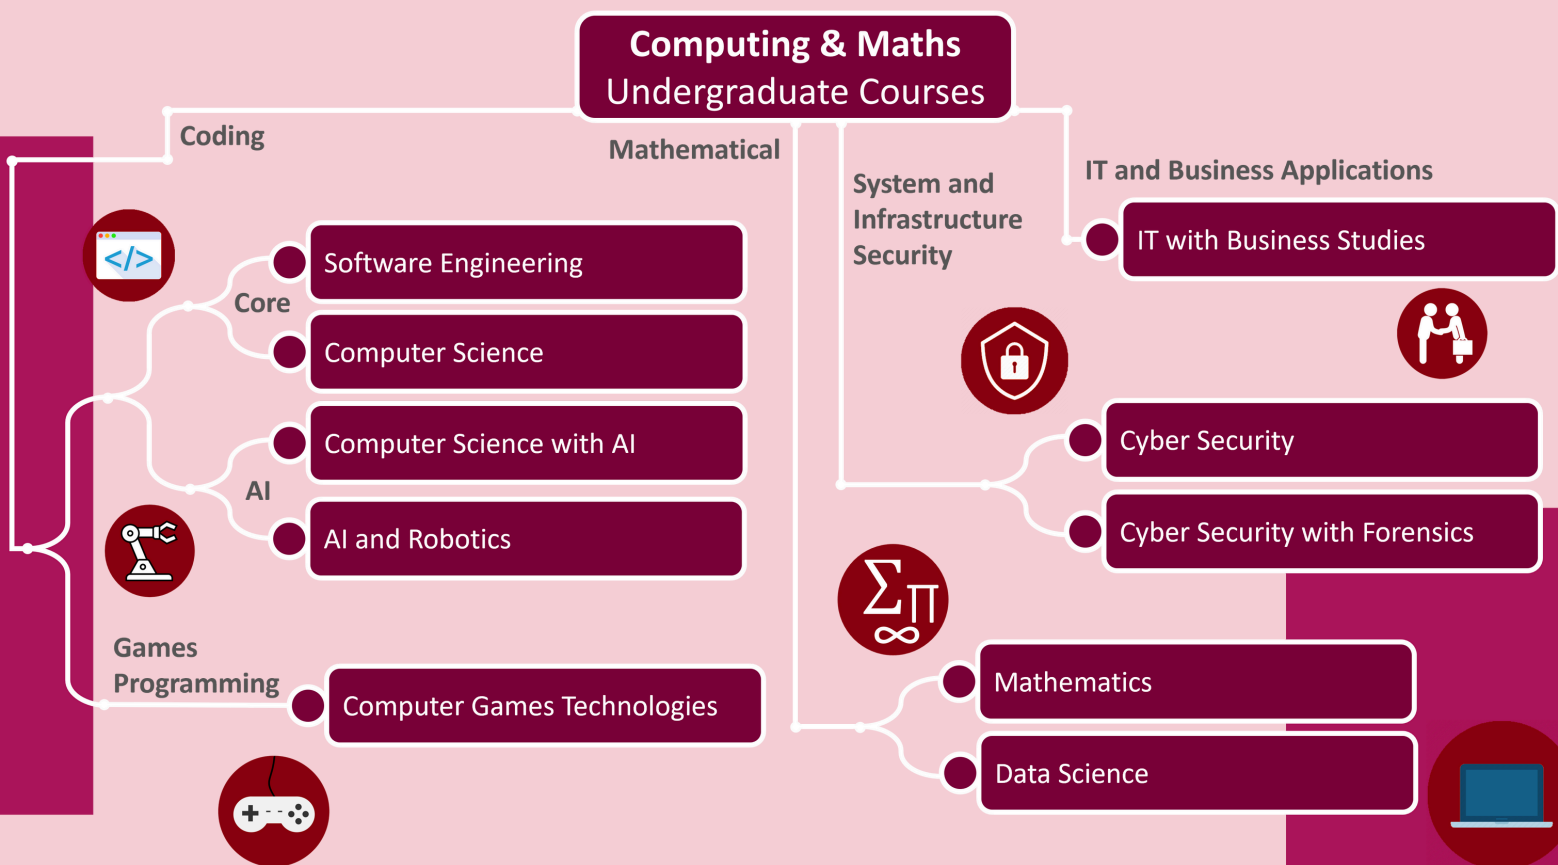 Computing & Maths
Undergraduate Courses
Coding
Mathematical
System and
Infrastructure
Security
IT and Business Applications
IT with Business Studies
</>
Software Engineering
Core
Computer Science
Computer Science with AI
AI
AI and Robotics
Games
Programming
Computer Games Technologies
Cyber Security
Cyber Security with Forensics
Σ∏
∞
Mathematics
Data Science